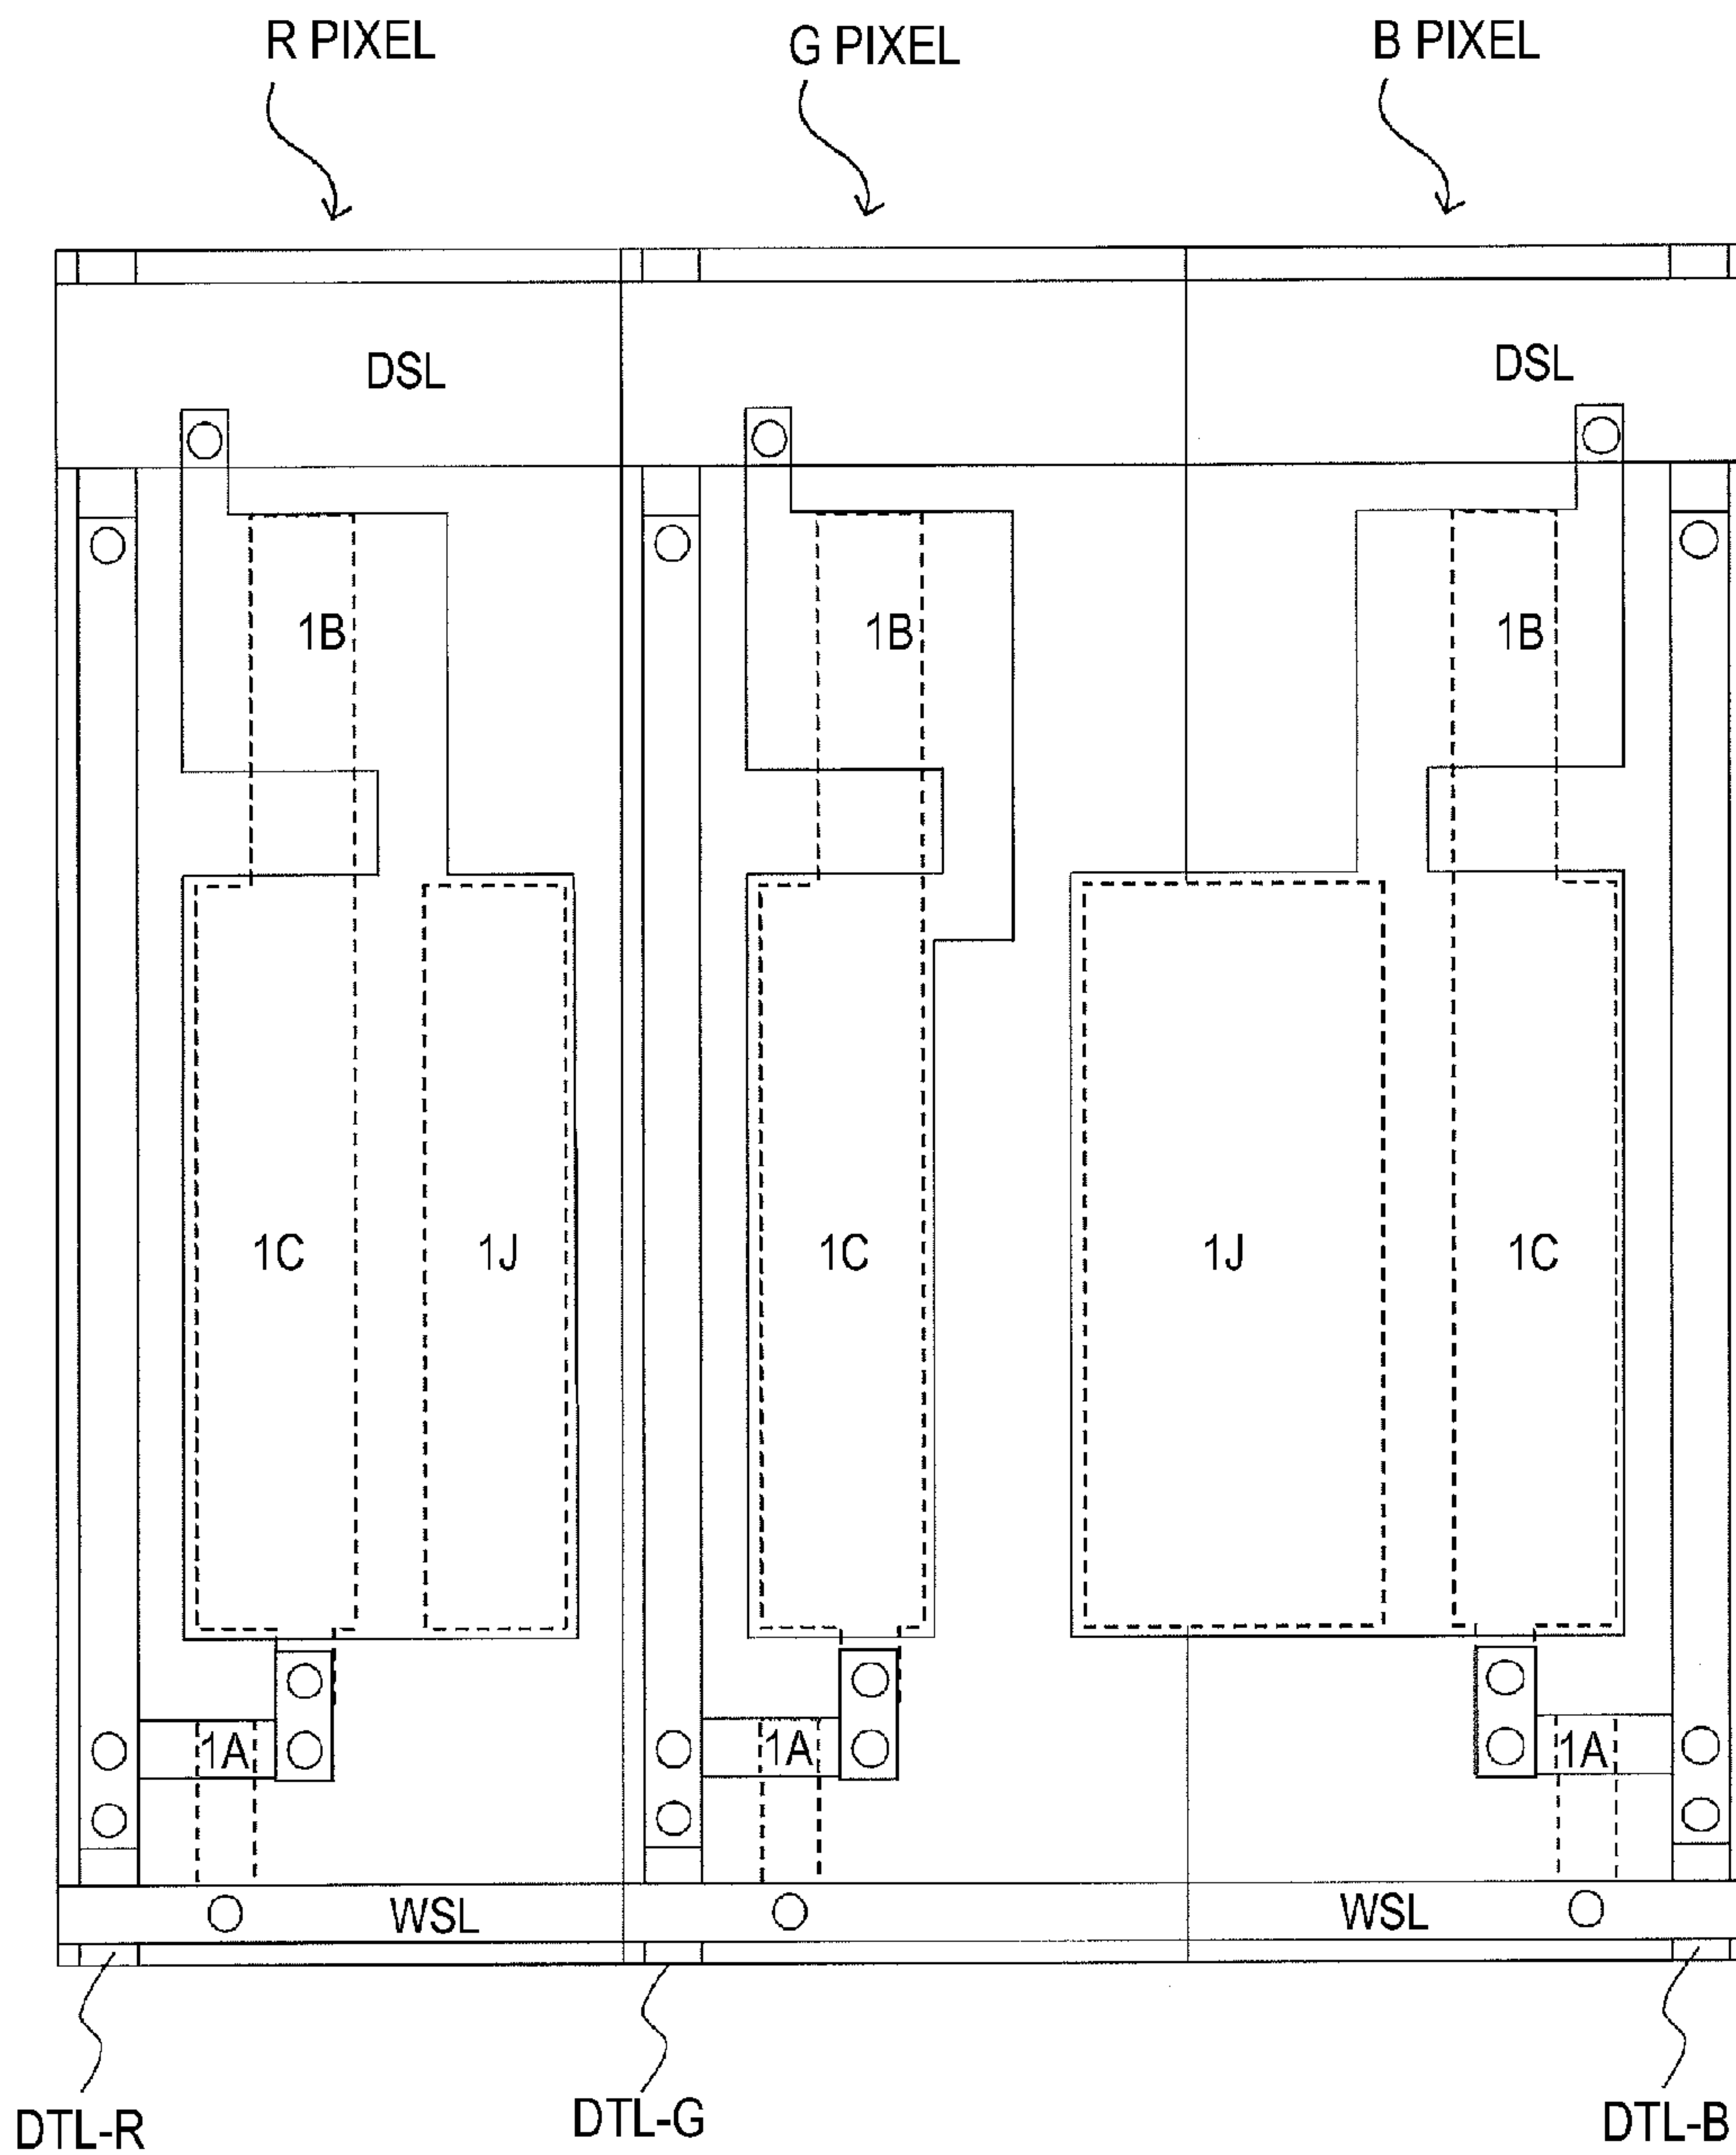 R PIXEL G PIXEL B PIXEL
DSL DSL
1B 1B 1B
1C 1J 1C 1J 1C
1A 1A 1A
WSL WSL
DTL-R DTL-G DTL-B